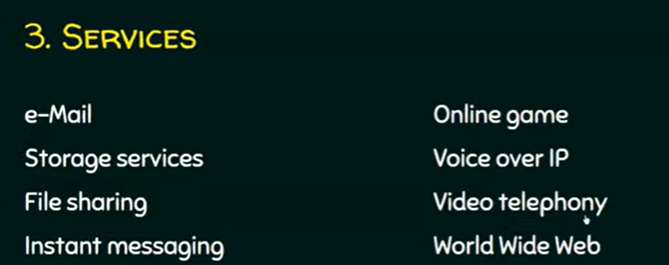 3. SERVICES
e-Mail
Storage services
File sharing
Instant messaging
Online game
Voice over IP
Video telephony
World Wide Web